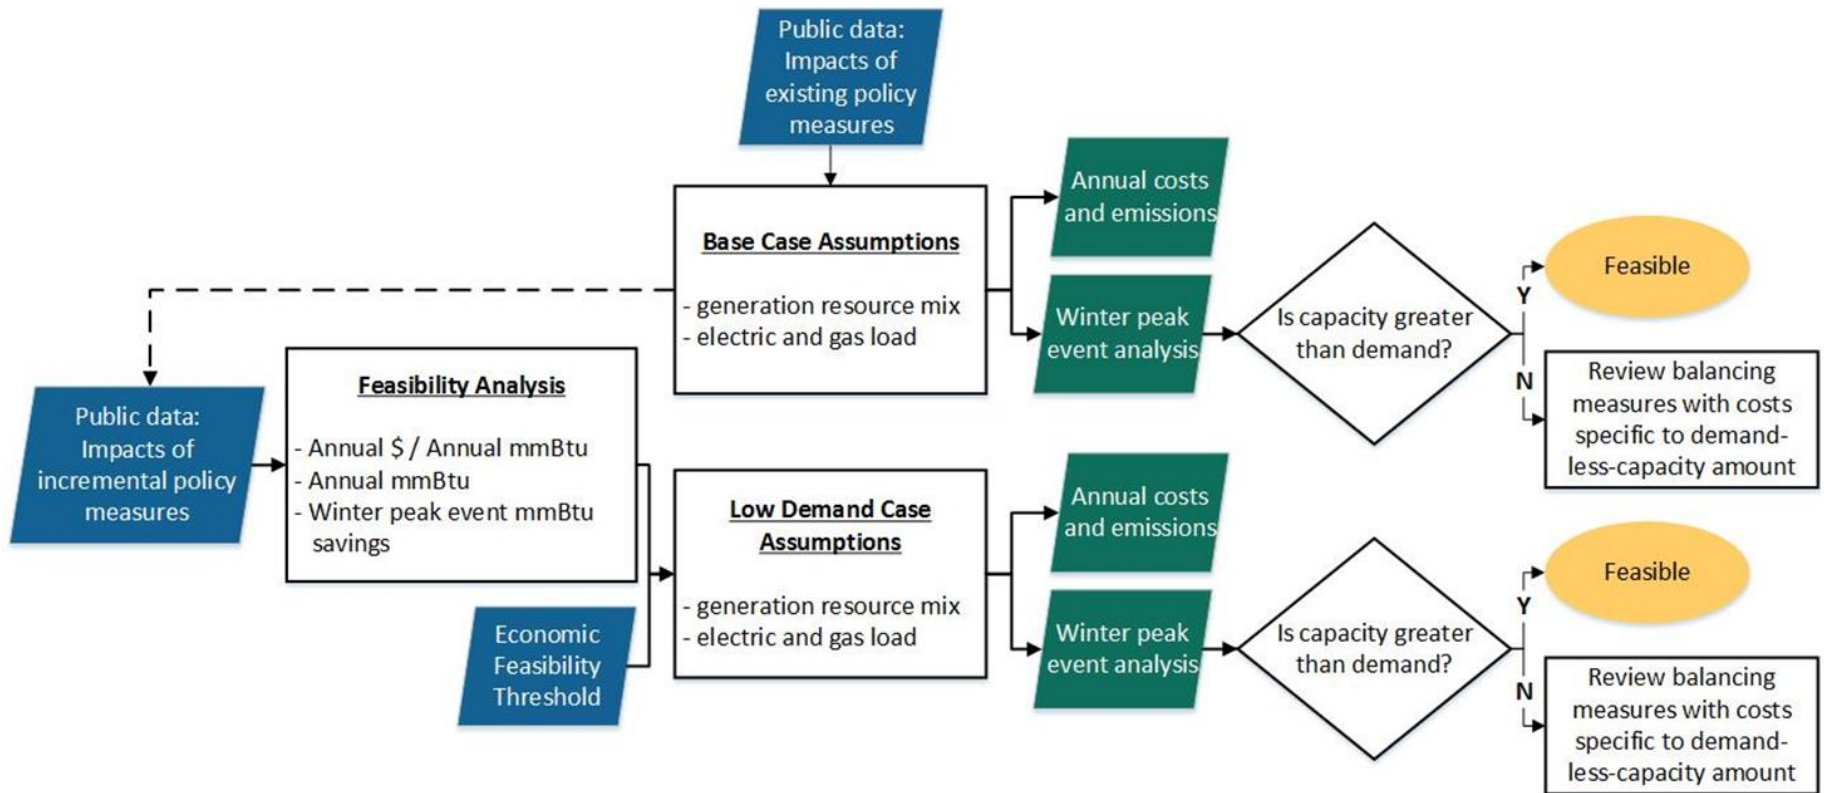 Public data:
Impacts of
existing policy
measures
Base Case Assumptions
- generation resource mix
- electric and gas load
Annual costs
and emissions
Winter peak
event analysis
Is capacity greater
than demand?
Y
N
Feasible
Review balancing
measures with costs
specific to demand-
less-capacity amount
Public data:
Impacts of
incremental policy
measures
Feasibility Analysis
- Annual $ / Annual mmBtu
- Annual mmBtu
- Winter peak event mmBtu
savings
Economic
Feasibility
Threshold
Low Demand Case
Assumptions
- generation resource mix
- electric and gas load
Annual costs
and emissions
Winter peak
event analysis
Is capacity greater
than demand?
Y
N
Feasible
Review balancing
measures with costs
specific to demand-
less-capacity amount